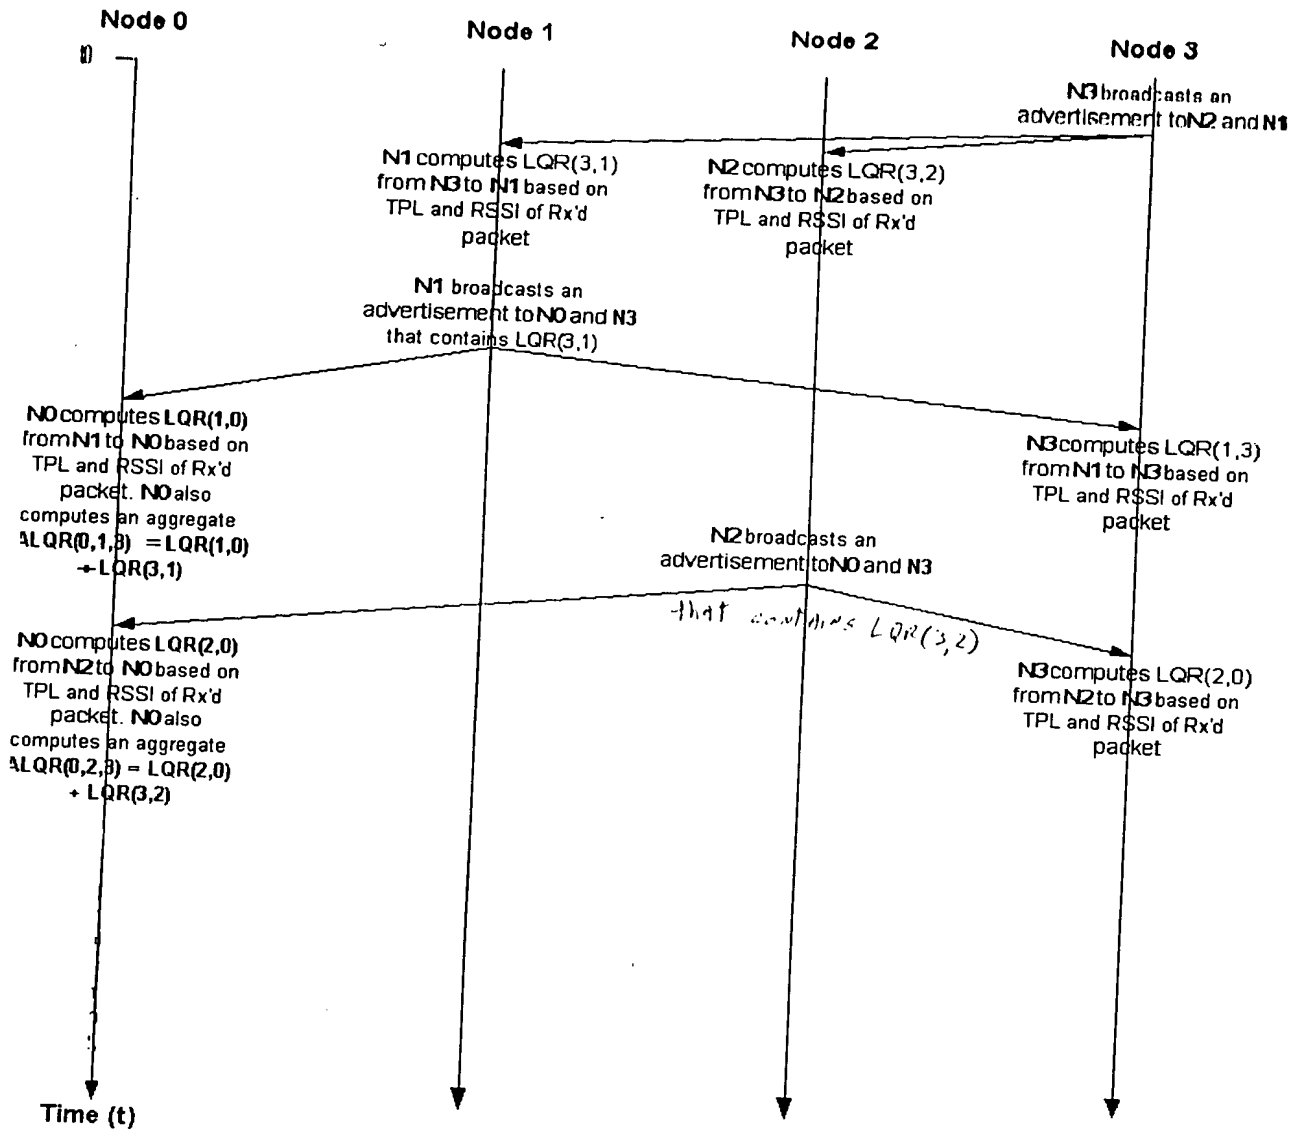 Node 0
Node 1
Node 2
Node 3
0
N3 broadcasts an
advertisement to N2 and N1
N1 computes LQR(3,1)
from N3 to N1 based on
TPL and RSSI of Rx'd
packet
N2 computes LQR(3,2)
from N3 to N2 based on
TPL and RSSI of Rx'd
packet
N1 broadcasts an
advertisement to N0 and N3
that contains LQR(3,1)
N0 computes LQR(1,0)
from N1 to N0 based on
TPL and RSSI of Rx'd
packet. N0 also
computes an aggregate
ALQR(0,1,3) = LQR(1,0)
+ LQR(3,1)
N3 computes LQR(1,3)
from N1 to N3 based on
TPL and RSSI of Rx'd
packet
N2 broadcasts an
advertisement to N0 and N3
that contains LQR(3,2)
N0 computes LQR(2,0)
from N2 to N0 based on
TPL and RSSI of Rx'd
packet. N0 also
computes an aggregate
ALQR(0,2,3) = LQR(2,0)
+ LQR(3,2)
N3 computes LQR(2,0)
from N2 to N3 based on
TPL and RSSI of Rx'd
packet
Time (t)